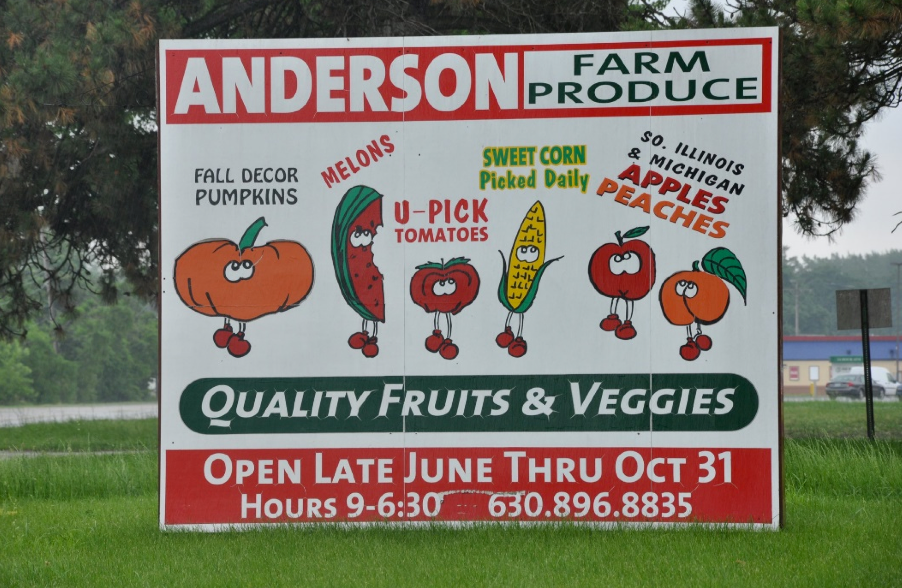 ANDERSON
FARM
PRODUCE
FALL DECOR
PUMPKINS
MELONS
U-PICK
TOMATOES
SWEET CORN
Picked Daily
SO. ILLINOIS
& MICHIGAN
APPLES
PEACHES
QUALITY FRUITS & VEGGIES
OPEN LATE JUNE THRU OCT 31
HOURS 9-6:30 630.896.8835